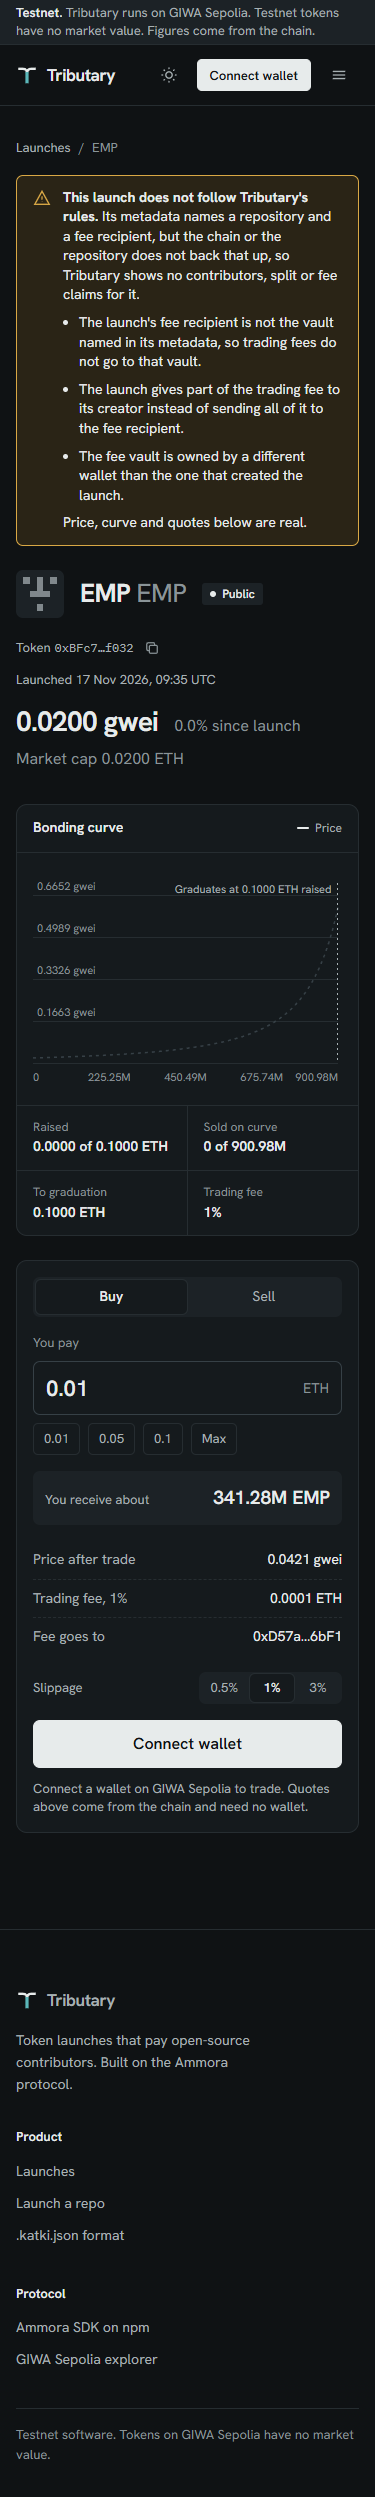 Testnet. Tributary runs on GIWA Sepolia. Testnet tokens
have no market value. Figures come from the chain.
Tributary
Connect wallet
Launches / EMP
This launch does not follow Tributary's
rules. Its metadata names a repository and
a fee recipient, but the chain or the
repository does not back that up, so
Tributary shows no contributors, split or fee
claims for it.
• The launch's fee recipient is not the vault
named in its metadata, so trading fees do
not go to that vault.
• The launch gives part of the trading fee to
its creator instead of sending all of it to
the fee recipient.
• The fee vault is owned by a different
wallet than the one that created the
launch.
Price, curve and quotes below are real.
EMP EMP
Public
Token 0xBFc7…f032
Launched 17 Nov 2026, 09:35 UTC
0.0200 gwei 0.0% since launch
Market cap 0.0200 ETH
Bonding curve
Price
0.6652 gwei
Graduates at 0.1000 ETH raised
0.4989 gwei
0.3326 gwei
0.1663 gwei
0 225.25M 450.49M 675.74M 900.98M
Raised
0.0000 of 0.1000 ETH
Sold on curve
0 of 900.98M
To graduation
0.1000 ETH
Trading fee
1%
Buy Sell
You pay
0.01 ETH
0.01 0.05 0.1 Max
You receive about 341.28M EMP
Price after trade 0.0421 gwei
Trading fee, 1% 0.0001 ETH
Fee goes to 0xD57a…6bF1
Slippage 0.5% 1% 3%
Connect wallet
Connect a wallet on GIWA Sepolia to trade. Quotes
above come from the chain and need no wallet.
Tributary
Token launches that pay open-source
contributors. Built on the Ammora
protocol.
Product
Launches
Launch a repo
.katki.json format
Protocol
Ammora SDK on npm
GIWA Sepolia explorer
Testnet software. Tokens on GIWA Sepolia have no market
value.